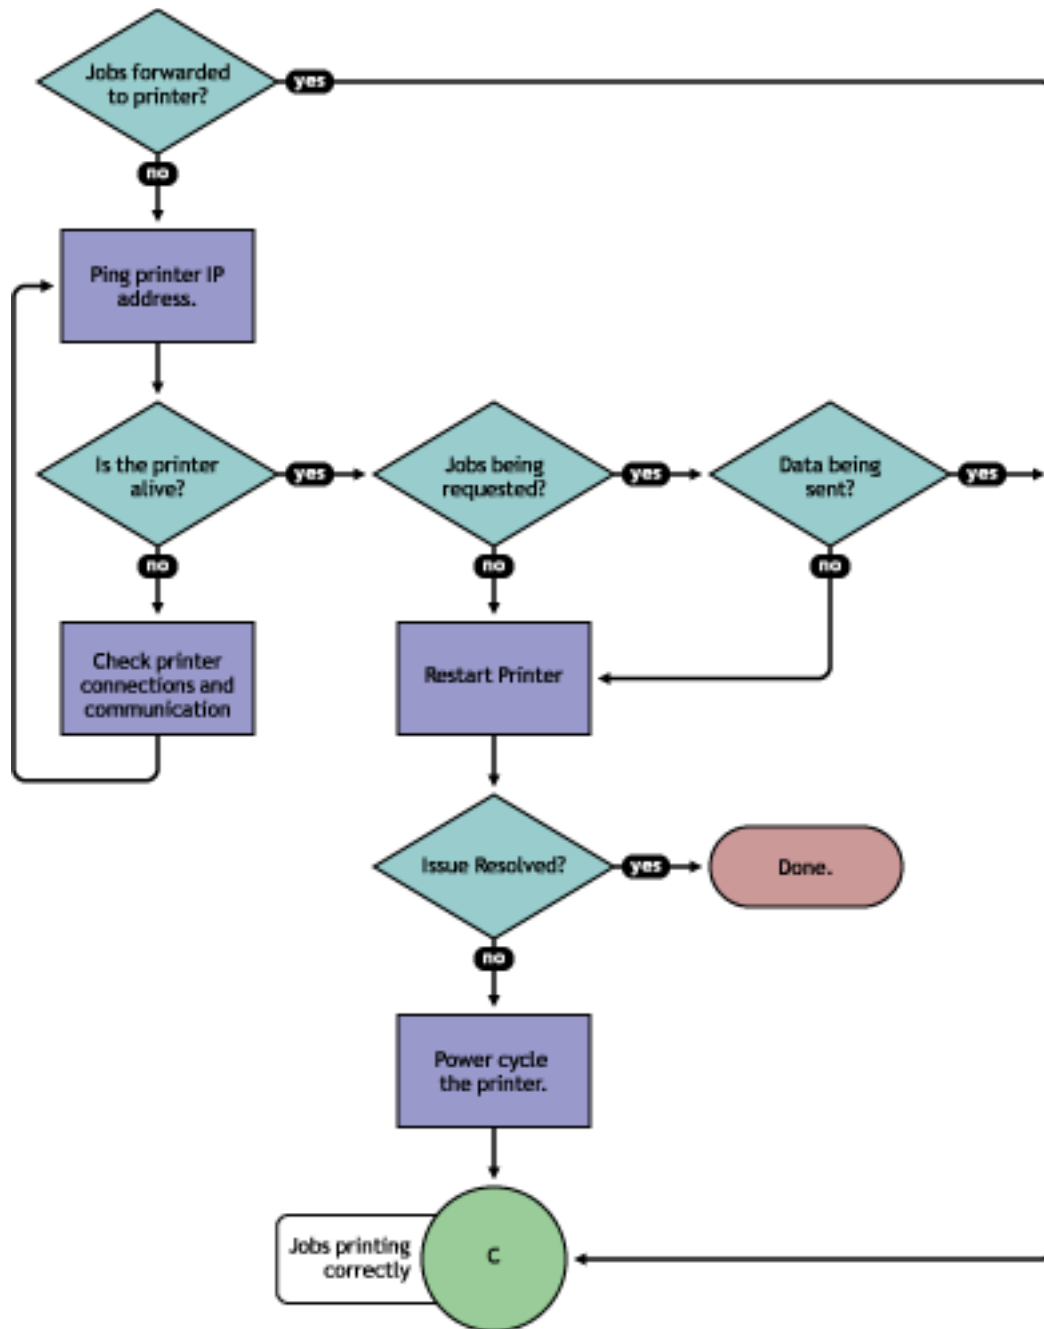 Jobs forwarded
to printer?
yes
no
Ping printer IP
address.
Is the printer
alive?
yes
Jobs being
requested?
yes
Data being
sent?
yes
no
no
no
Check printer
connections and
communication
Restart Printer
Issue Resolved?
yes
Done.
no
Power cycle
the printer.
Jobs printing
correctly
C